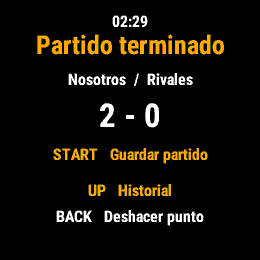 02:29
Partido terminado
Nosotros / Rivales
2 - 0
START Guardar partido
UP Historial
BACK Deshacer punto